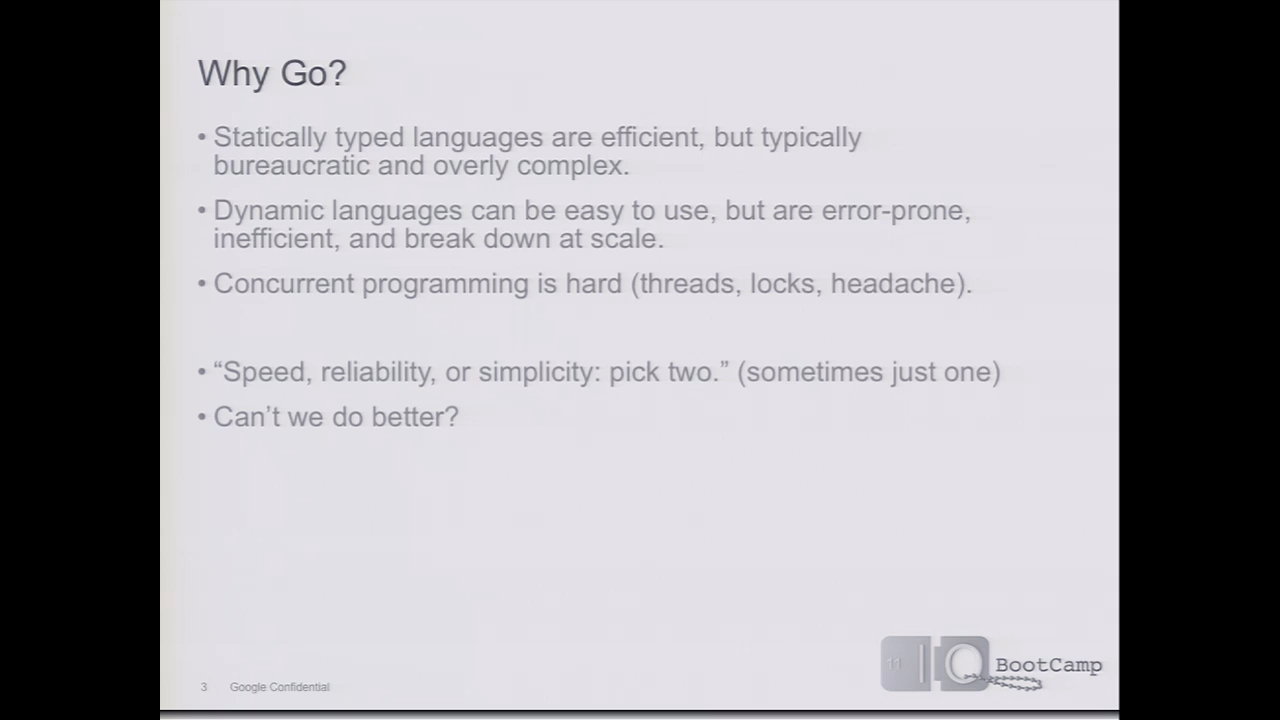 Why Go?
• Statically typed languages are efficient, but typically
bureaucratic and overly complex.
• Dynamic languages can be easy to use, but are error-prone,
inefficient, and break down at scale.
• Concurrent programming is hard (threads, locks, headache).
• “Speed, reliability, or simplicity: pick two.” (sometimes just one)
• Can’t we do better?
3 Google Confidential
11 IO BootCamp